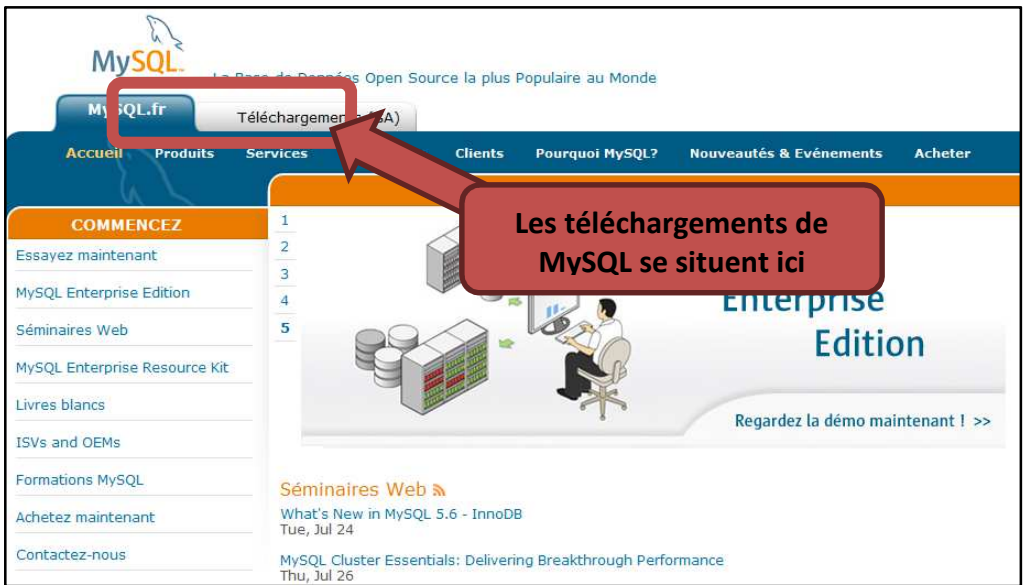 MySQL
La Base de Données Open Source la plus Populaire au Monde
MySQL.fr
Téléchargements (GA)
Accueil Produits Services Clients Pourquoi MySQL? Nouveautés & Evénements Acheter
COMMENCEZ
Essayez maintenant
MySQL Enterprise Edition
Séminaires Web
MySQL Enterprise Resource Kit
Livres blancs
ISVs and OEMs
Formations MySQL
Achetez maintenant
Contactez-nous
1
2
3
4
5
Les téléchargements de
MySQL se situent ici
Enterprise
Edition
Regardez la démo maintenant ! >>
Séminaires Web
What's New in MySQL 5.6 - InnoDB
Tue, Jul 24
MySQL Cluster Essentials: Delivering Breakthrough Performance
Thu, Jul 26